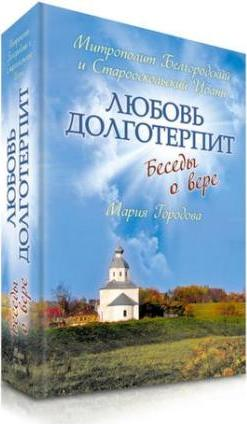 Митрополит Белгородский
и Старооскольский Иоанн
ЛЮБОВЬ
ДОЛГОТЕРПИТ
Беседы
о вере
Мария Городова
ЛЮБОВЬ
ДОЛГОТЕРПИТ
Беседы о вере